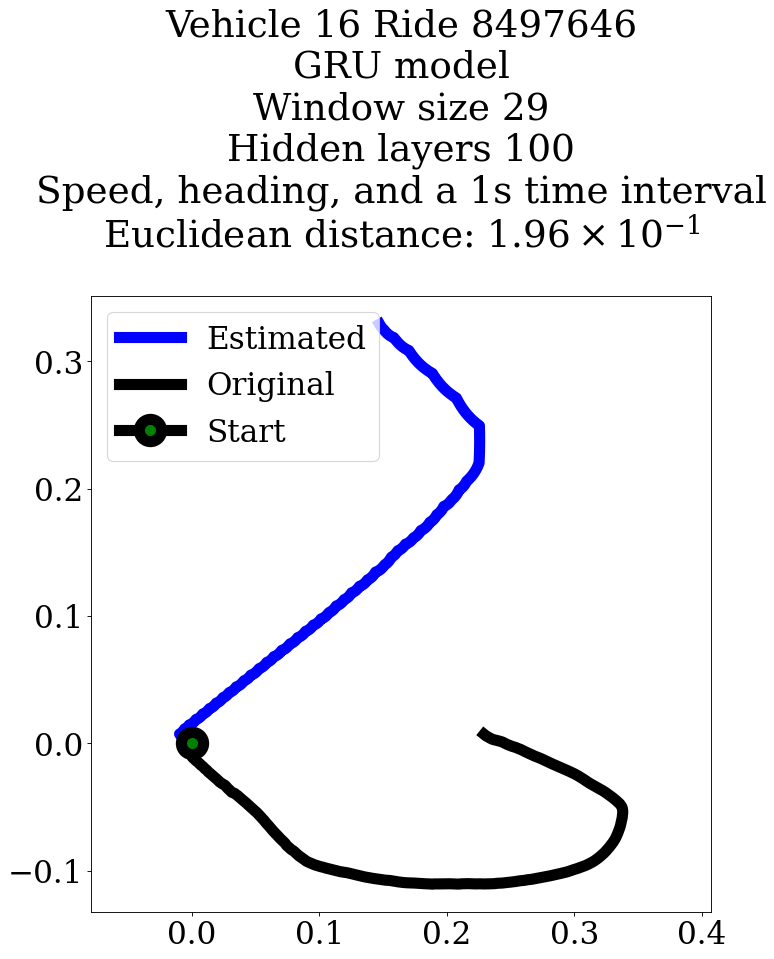 Vehicle 16 Ride 8497646
GRU model
Window size 29
Hidden layers 100
Speed, heading, and a 1s time interval
Euclidean distance: 1.96 × 10⁻¹
Estimated
Original
Start
0.3
0.2
0.1
0.0
−0.1
0.0 0.1 0.2 0.3 0.4